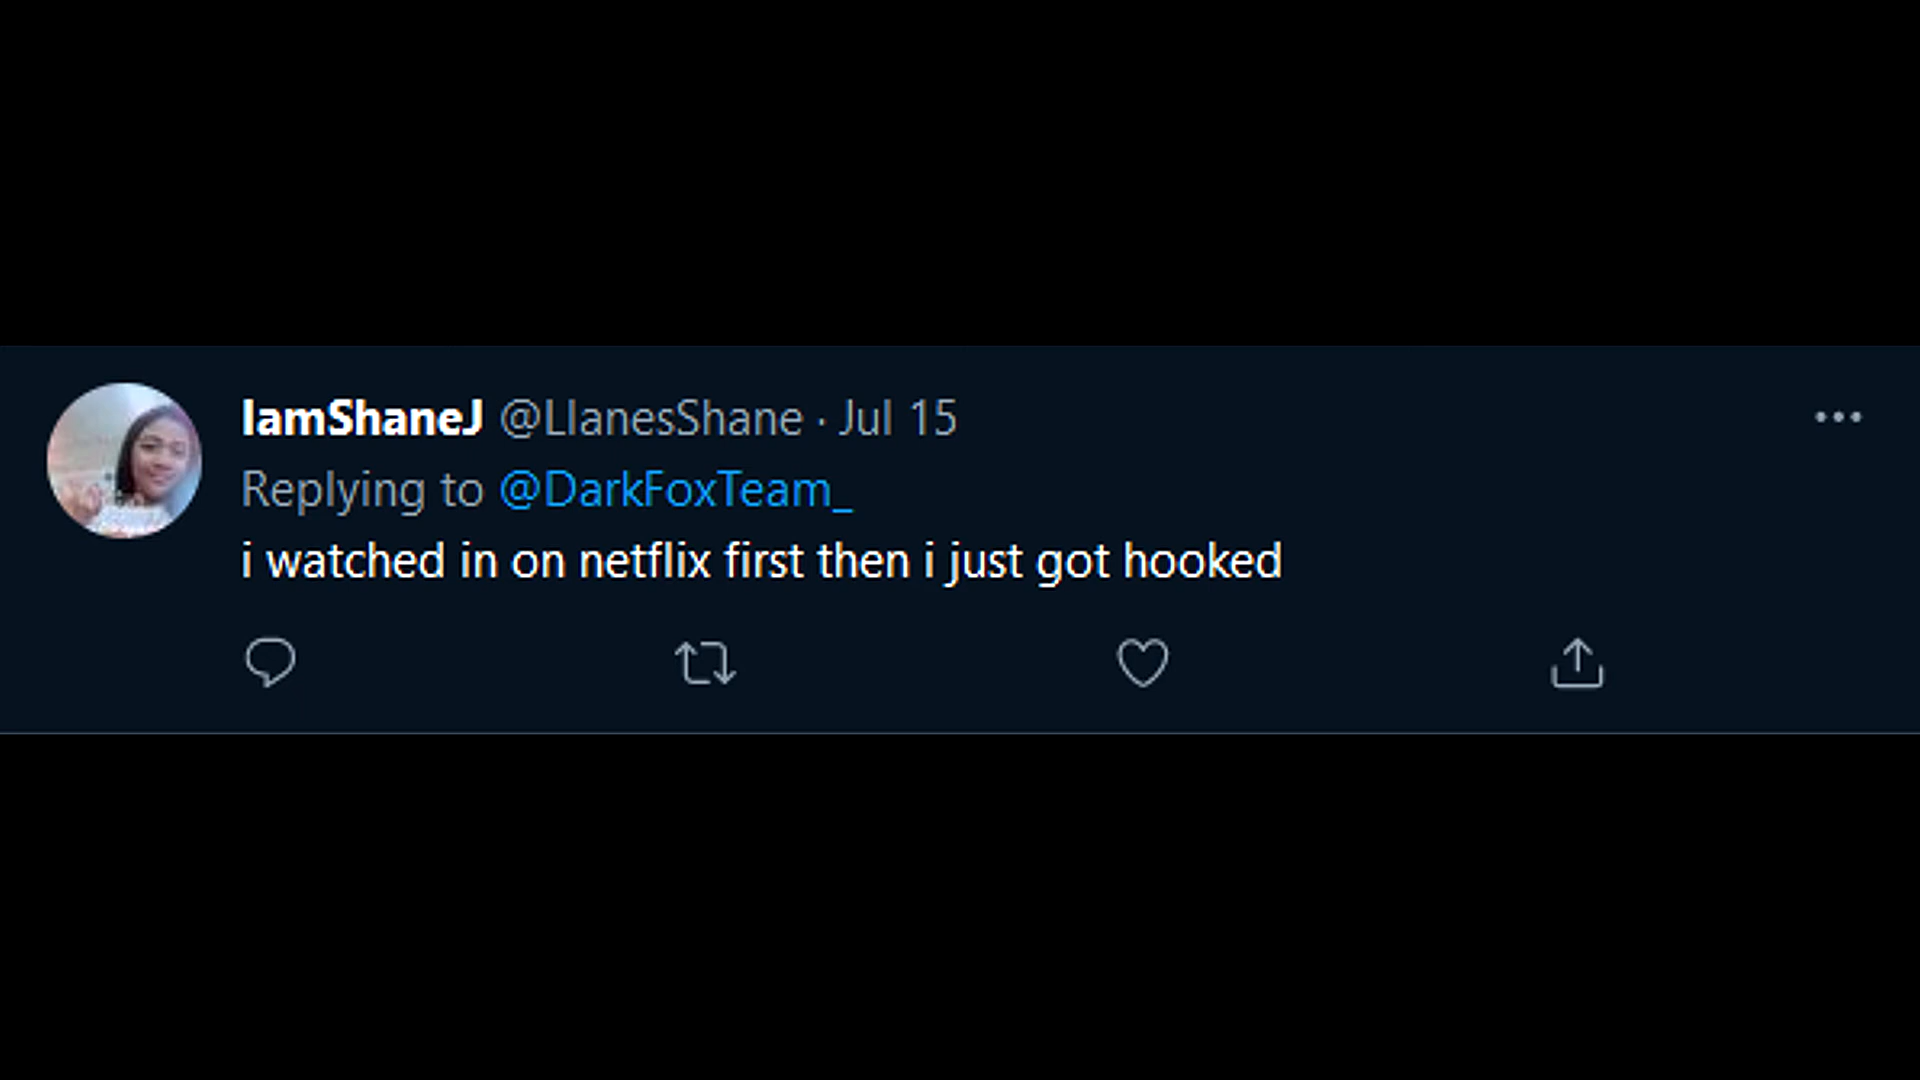 IamShaneJ @LlanesShane · Jul 15
Replying to @DarkFoxTeam_
i watched in on netflix first then i just got hooked